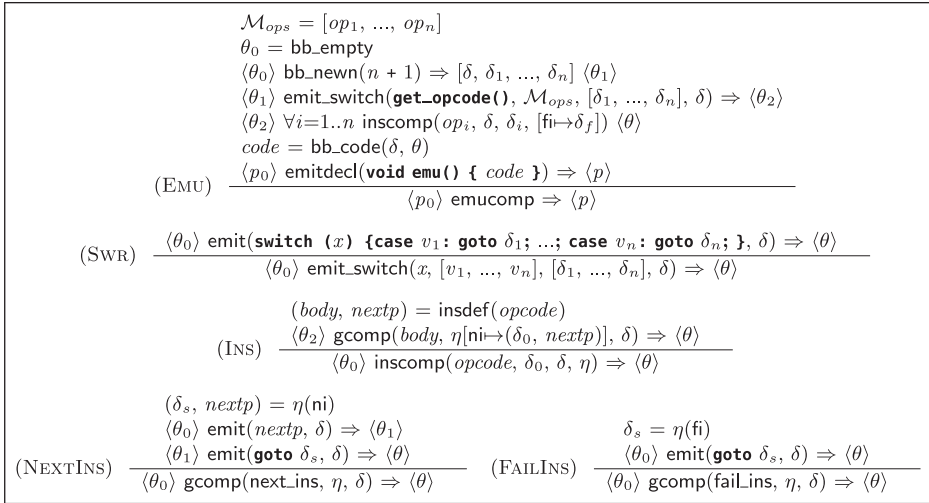 ℳ_ops = [op_1, ..., op_n]
θ_0 = bb_empty
⟨θ_0⟩ bb_newn(n + 1) ⇒ [δ, δ_1, ..., δ_n] ⟨θ_1⟩
⟨θ_1⟩ emit_switch(get_opcode(), ℳ_ops, [δ_1, ..., δ_n], δ) ⇒ ⟨θ_2⟩
⟨θ_2⟩ ∀i=1..n inscomp(op_i, δ, δ_i, [fi↦δ_f]) ⟨θ⟩
code = bb_code(δ, θ)
⟨p_0⟩ emitdecl(void emu() { code }) ⇒ ⟨p⟩
(EMU)
⟨p_0⟩ emucomp ⇒ ⟨p⟩
⟨θ_0⟩ emit(switch (x) {case v_1: goto δ_1; ...; case v_n: goto δ_n; }, δ) ⇒ ⟨θ⟩
(SWR)
⟨θ_0⟩ emit_switch(x, [v_1, ..., v_n], [δ_1, ..., δ_n], δ) ⇒ ⟨θ⟩
(body, nextp) = insdef(opcode)
⟨θ_2⟩ gcomp(body, η[ni↦(δ_0, nextp)], δ) ⇒ ⟨θ⟩
(INS)
⟨θ_0⟩ inscomp(opcode, δ_0, δ, η) ⇒ ⟨θ⟩
(δ_s, nextp) = η(ni)
⟨θ_0⟩ emit(nextp, δ) ⇒ ⟨θ_1⟩
⟨θ_1⟩ emit(goto δ_s, δ) ⇒ ⟨θ⟩
(NEXTINS)
⟨θ_0⟩ gcomp(next_ins, η, δ) ⇒ ⟨θ⟩
δ_s = η(fi)
⟨θ_0⟩ emit(goto δ_s, δ) ⇒ ⟨θ⟩
(FAILINS)
⟨θ_0⟩ gcomp(fail_ins, η, δ) ⇒ ⟨θ⟩